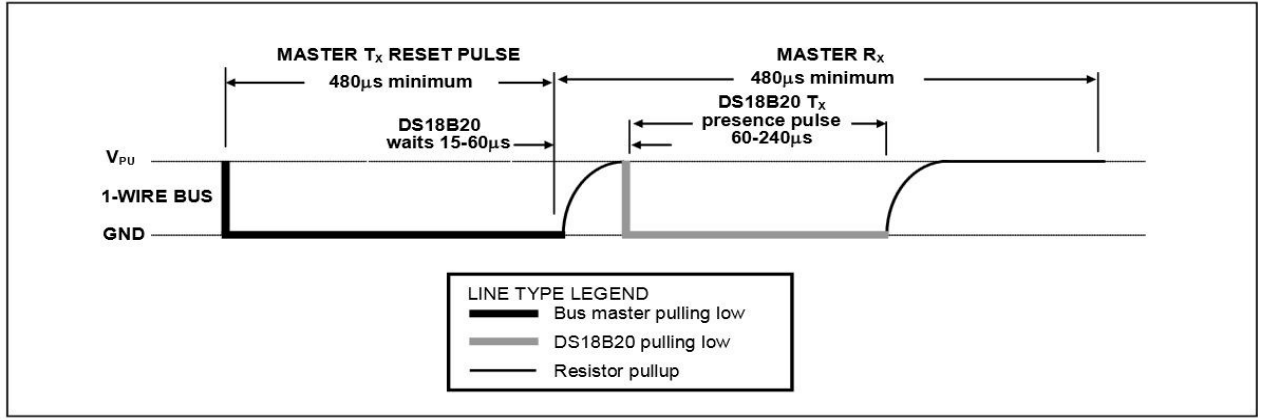 MASTER TX RESET PULSE
480μs minimum
MASTER RX
480μs minimum
DS18B20 TX
presence pulse
60-240μs
DS18B20
waits 15-60μs
VPU
1-WIRE BUS
GND
LINE TYPE LEGEND
Bus master pulling low
DS18B20 pulling low
Resistor pullup